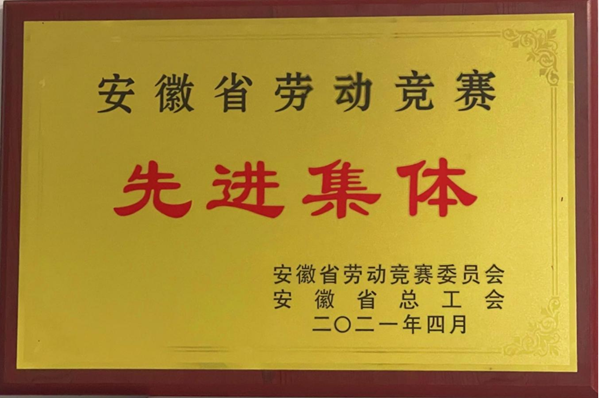 安徽省劳动竞赛
先进集体
安徽省劳动竞赛委员会
安徽省总工会
二〇二一年四月